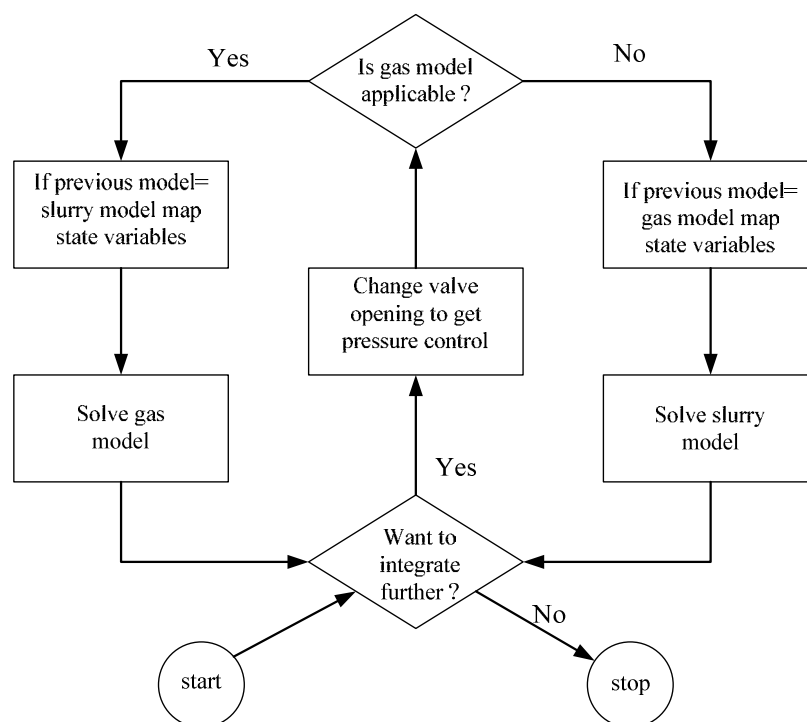 Yes
Is gas model
applicable ?
No
If previous model=
slurry model map
state variables
Change valve
opening to get
pressure control
If previous model=
gas model map
state variables
Solve gas
model
Solve slurry
model
Yes
Want to
integrate
further ?
No
start
stop